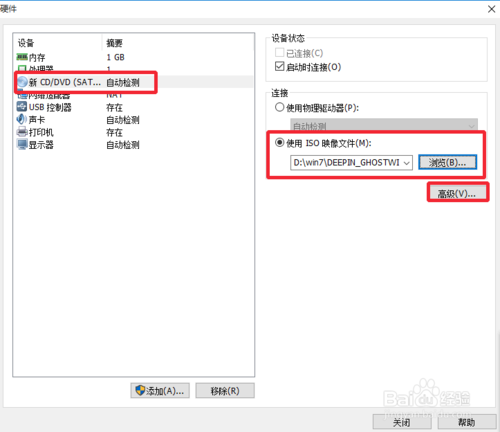 硬件
设备
摘要
内存
1 GB
处理器
1
新 CD/DVD (SAT...
自动检测
网络适配器
NAT
USB 控制器
存在
声卡
自动检测
打印机
存在
显示器
自动检测
添加(A)...
移除(R)
设备状态
已连接(C)
启动时连接(O)
连接
使用物理驱动器(P):
自动检测
使用 ISO 映像文件(M):
D:\win7\DEEPIN_GHOSTWI
浏览(B)...
高级(V)...
关闭
帮助
Baidu 经验